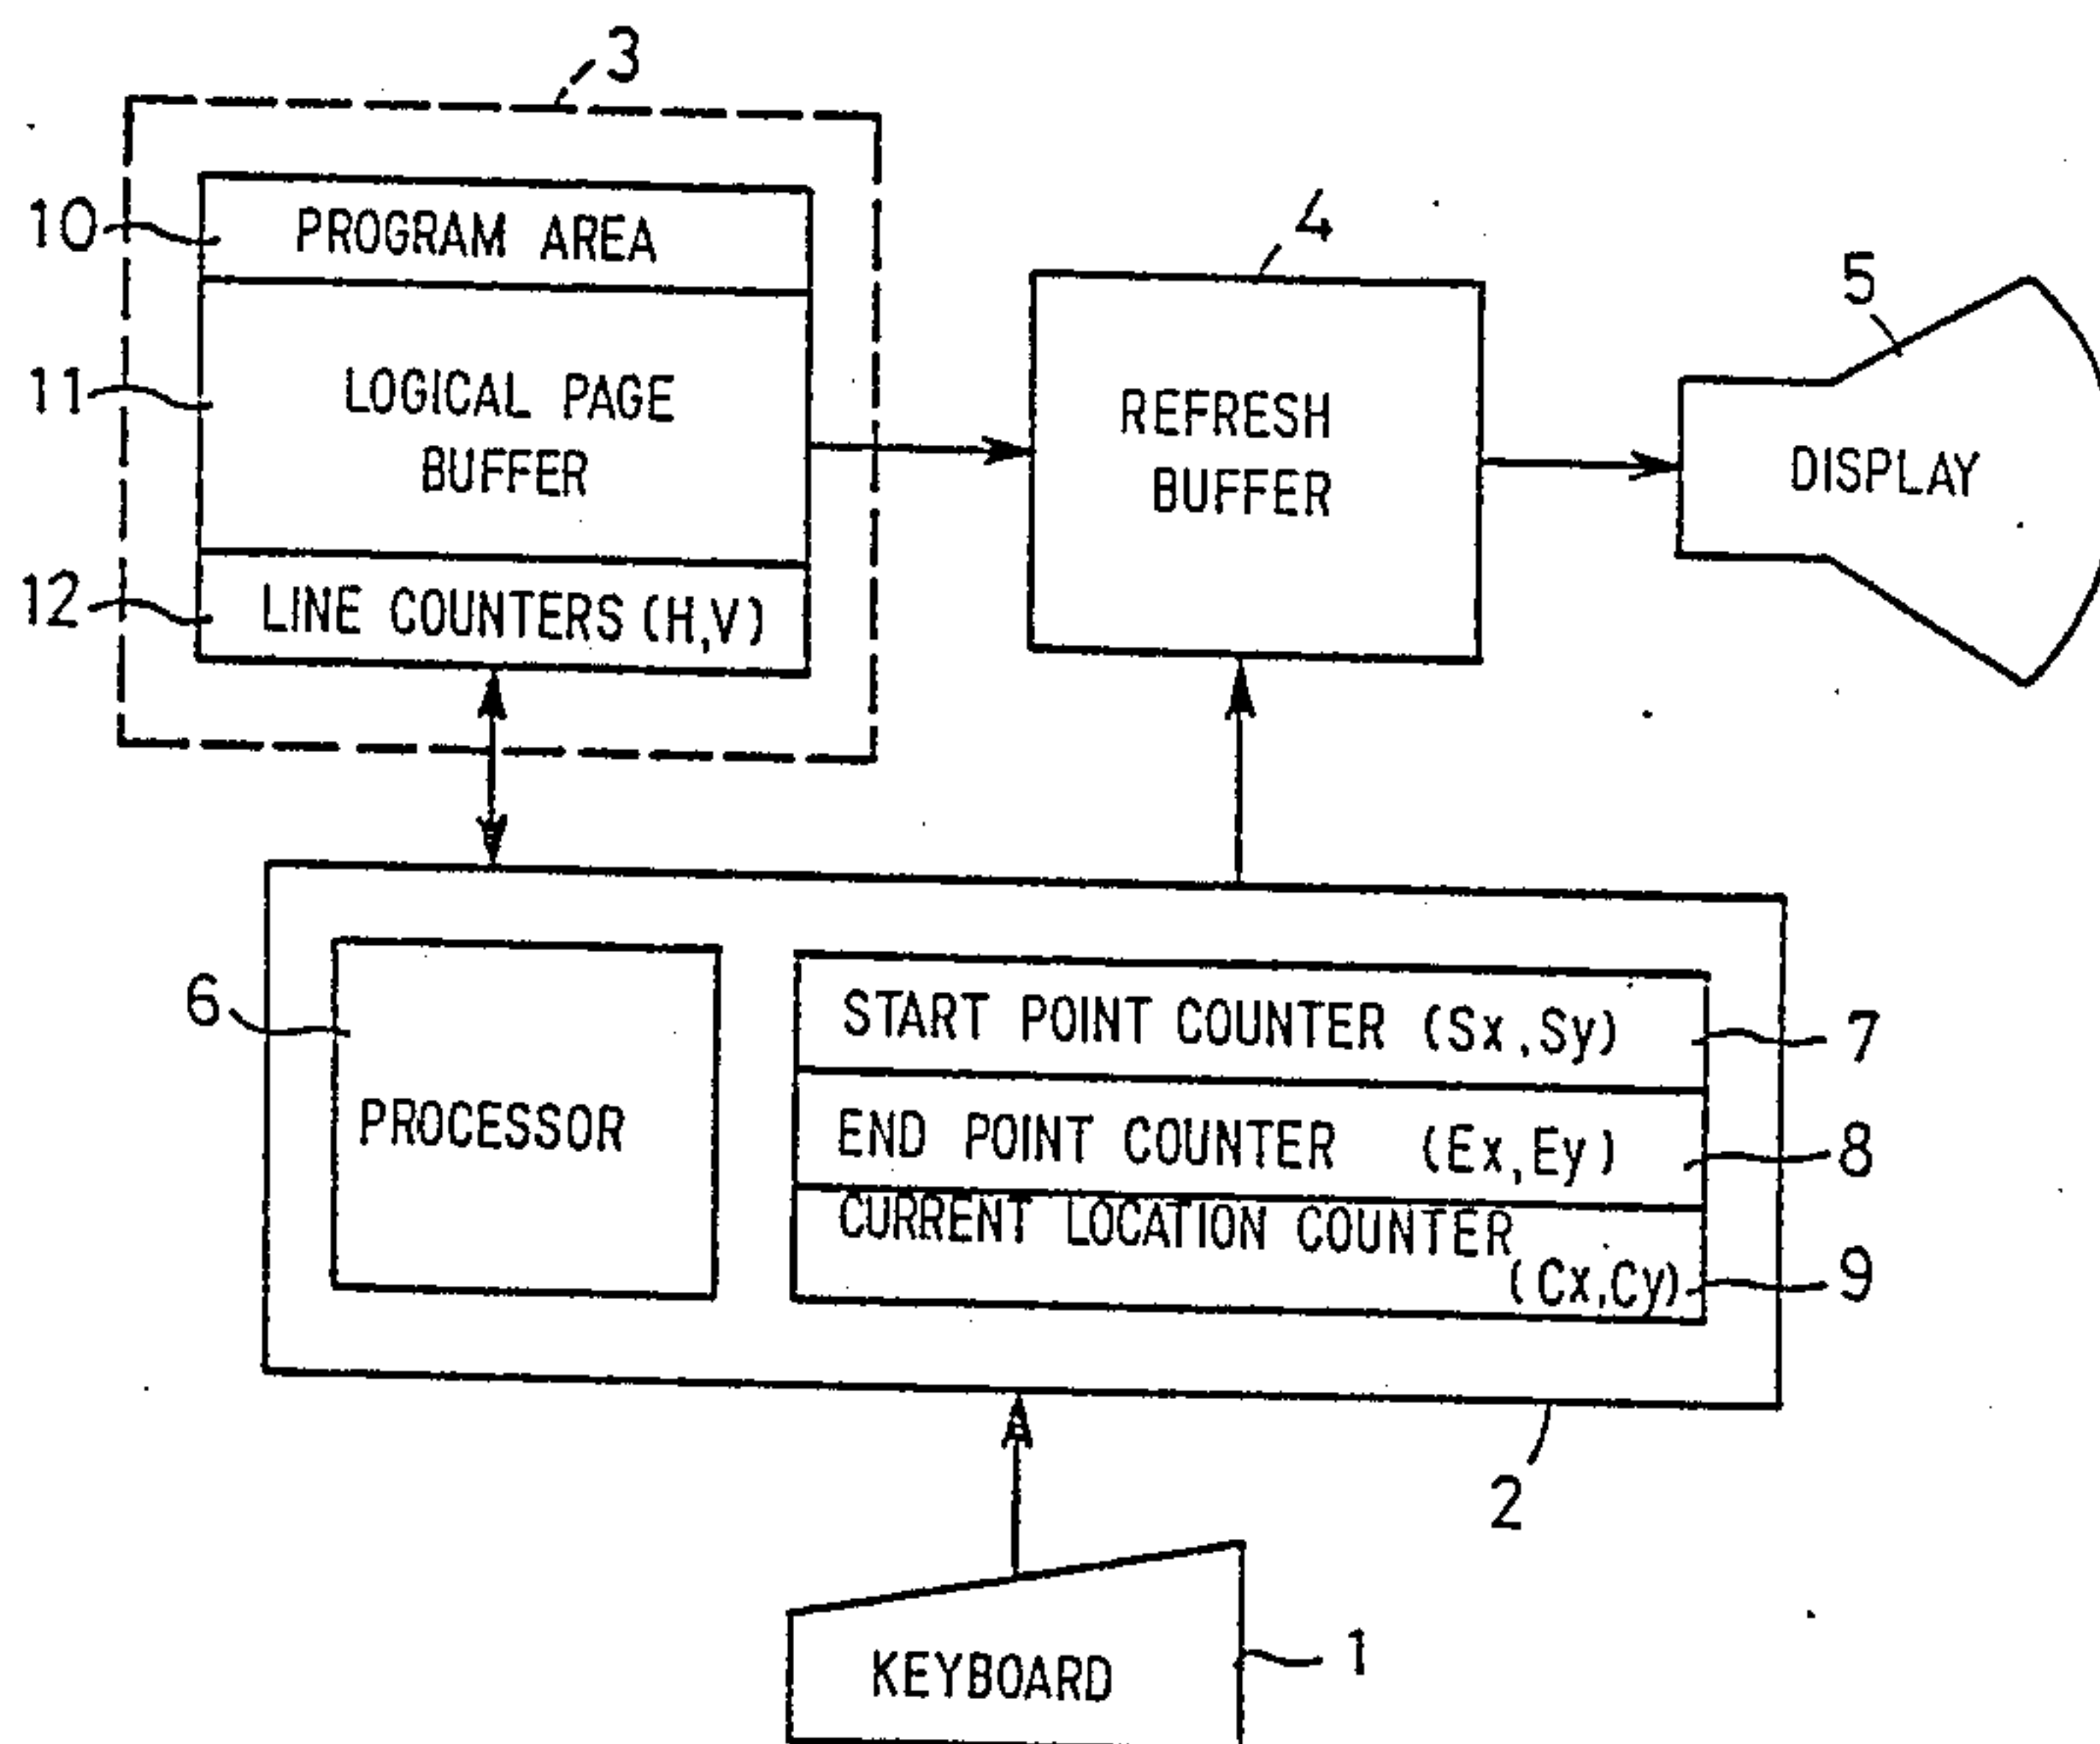 3
10
PROGRAM AREA
11
LOGICAL PAGE
BUFFER
12
LINE COUNTERS (H,V)
4
REFRESH
BUFFER
5
DISPLAY
6
PROCESSOR
START POINT COUNTER (Sx,Sy)
7
END POINT COUNTER (Ex,Ey)
8
CURRENT LOCATION COUNTER
(Cx,Cy)
9
2
KEYBOARD
1